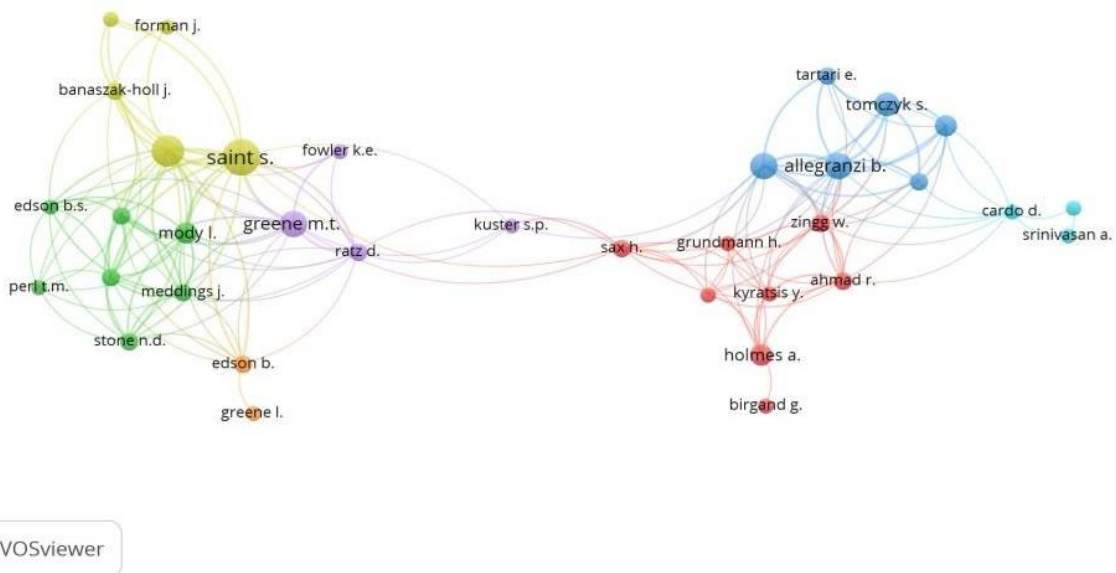 forman j.
banaszak-holl j.
saint s.
fowler k.e.
edson b.s.
mody l.
greene m.t.
ratz d.
kuster s.p.
perl t.m.
meddings j.
stone n.d.
edson b.
greene l.
tartari e.
tomczyk s.
allegranzi b.
cardo d.
srinivasan a.
zingg w.
sax h.
grundmann h.
ahmad r.
kyratsis y.
holmes a.
birgand g.
VOSviewer